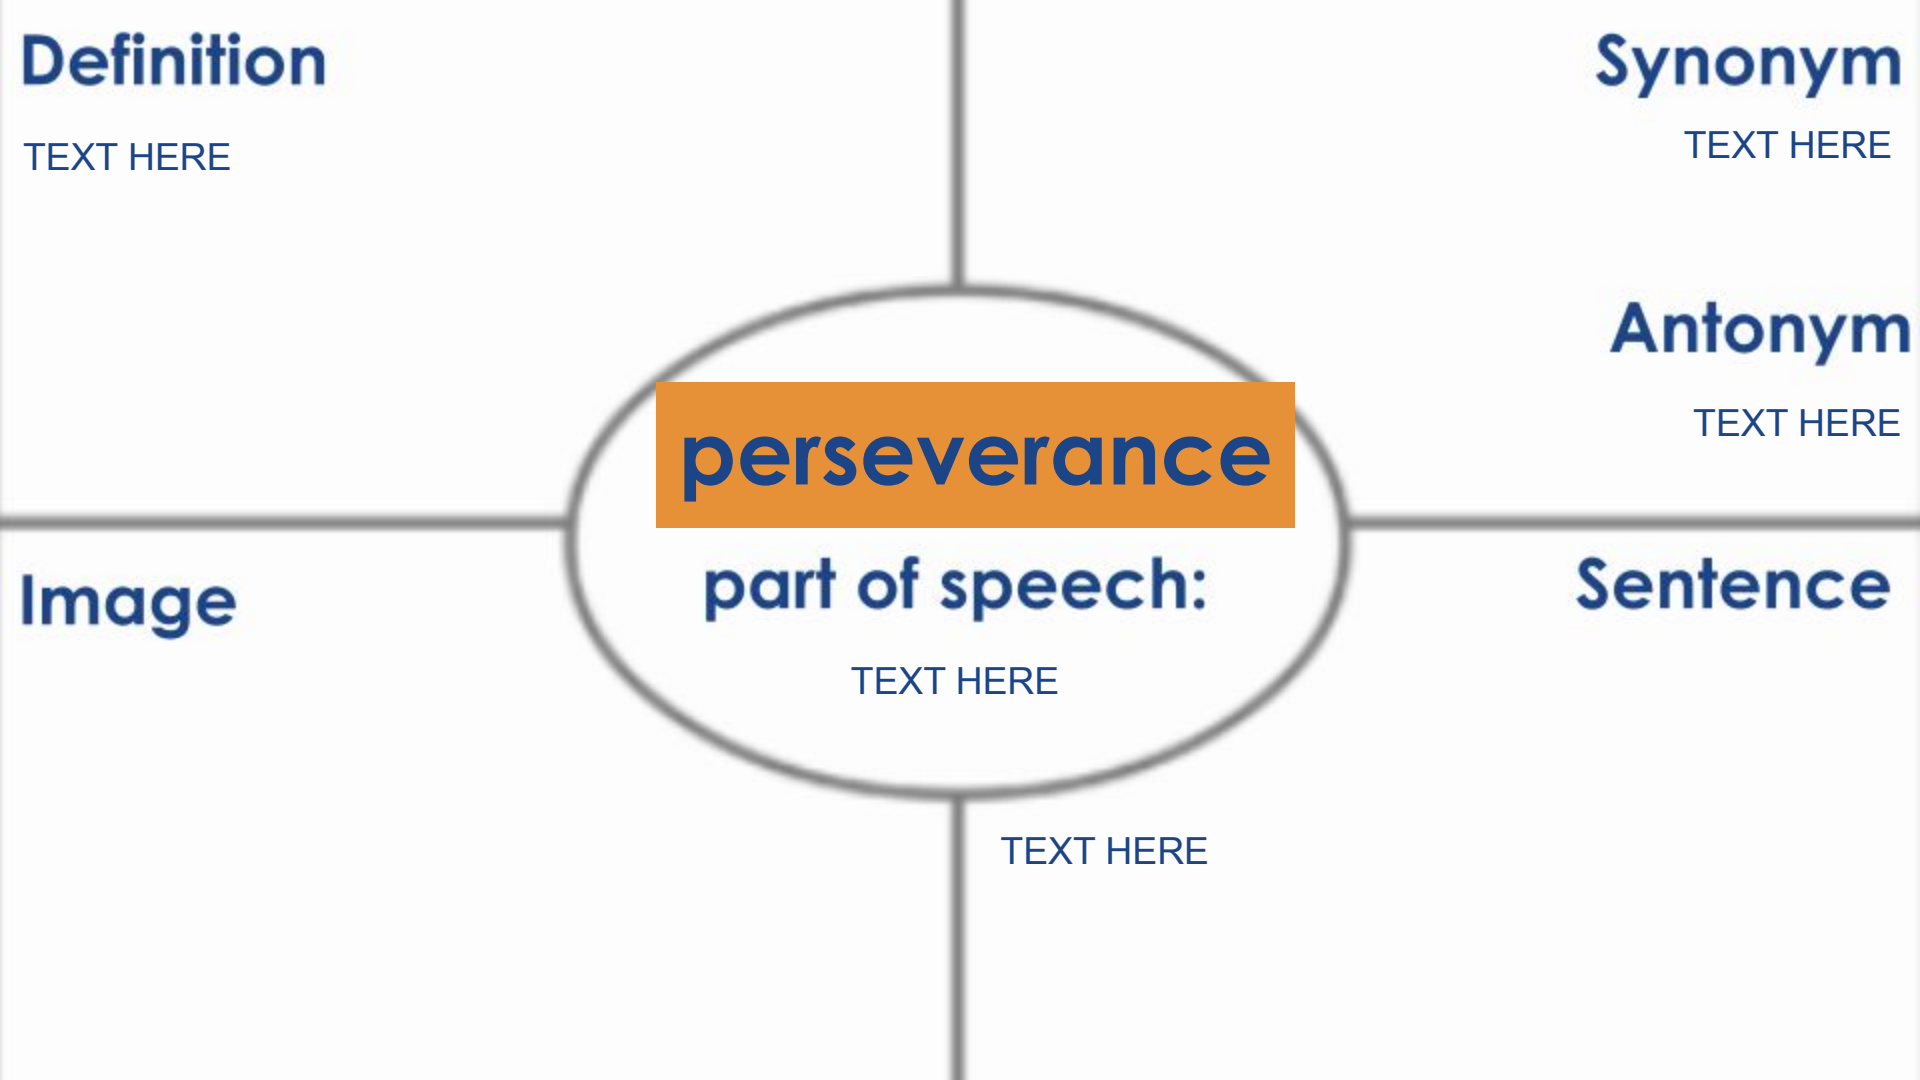 Definition
TEXT HERE
Synonym
TEXT HERE
Antonym
TEXT HERE
perseverance
part of speech:
TEXT HERE
Image
Sentence
TEXT HERE